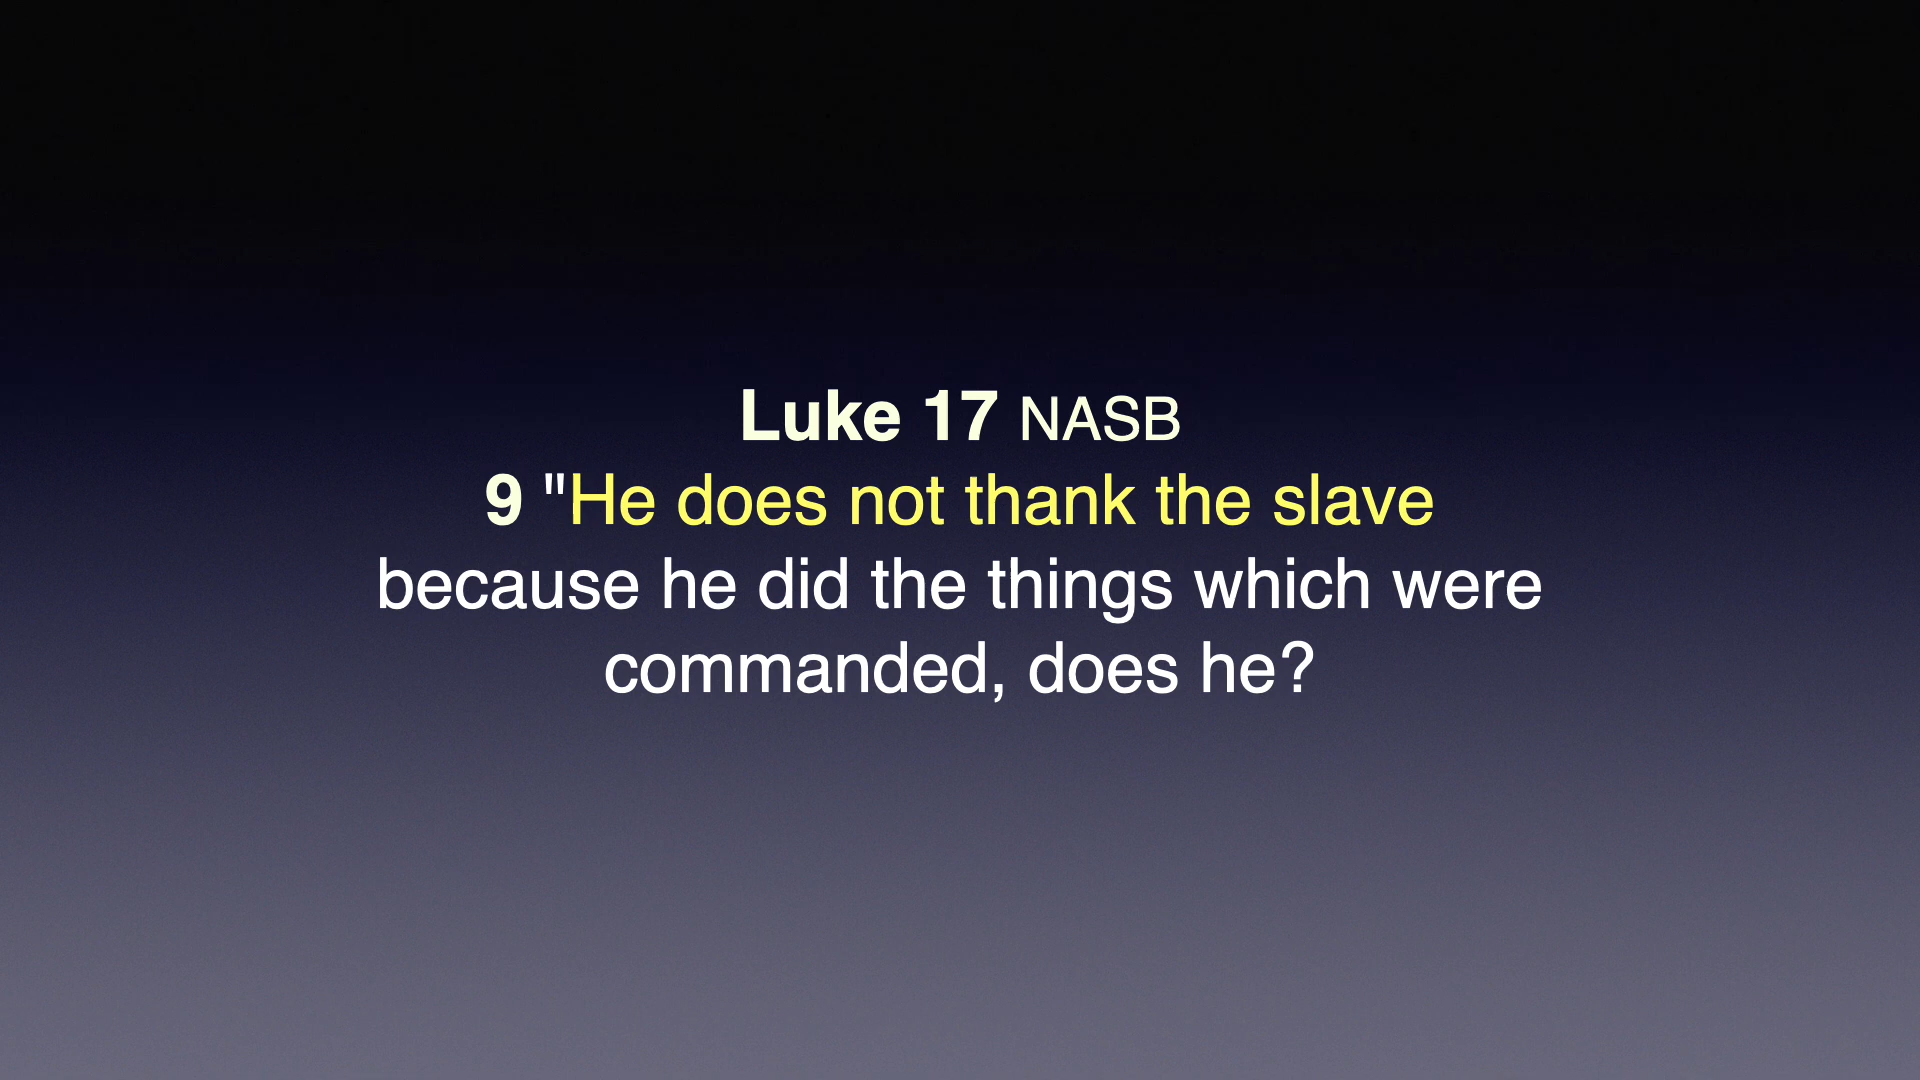 Luke 17 NASB
9 "He does not thank the slave
because he did the things which were
commanded, does he?